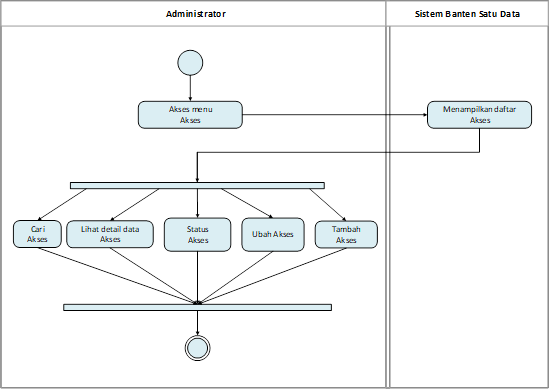 Administrator
Sistem Banten Satu Data
Akses menu
Akses
Menampilkan daftar
Akses
Cari
Akses
Lihat detail data
Akses
Status
Akses
Ubah Akses
Tambah
Akses